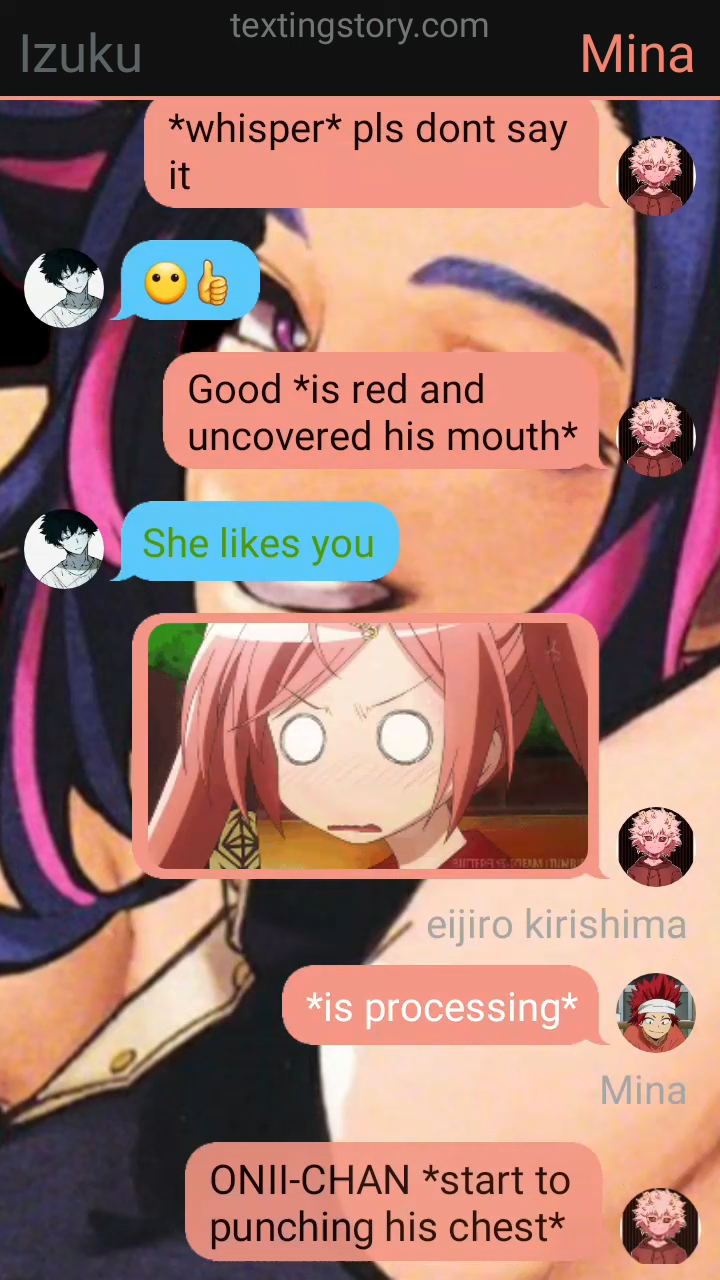 textingstory.com
Izuku
Mina
*whisper* pls dont say
it
😶👍
Good *is red and
uncovered his mouth*
She likes you
eijiro kirishima
*is processing*
Mina
ONII-CHAN *start to
punching his chest*